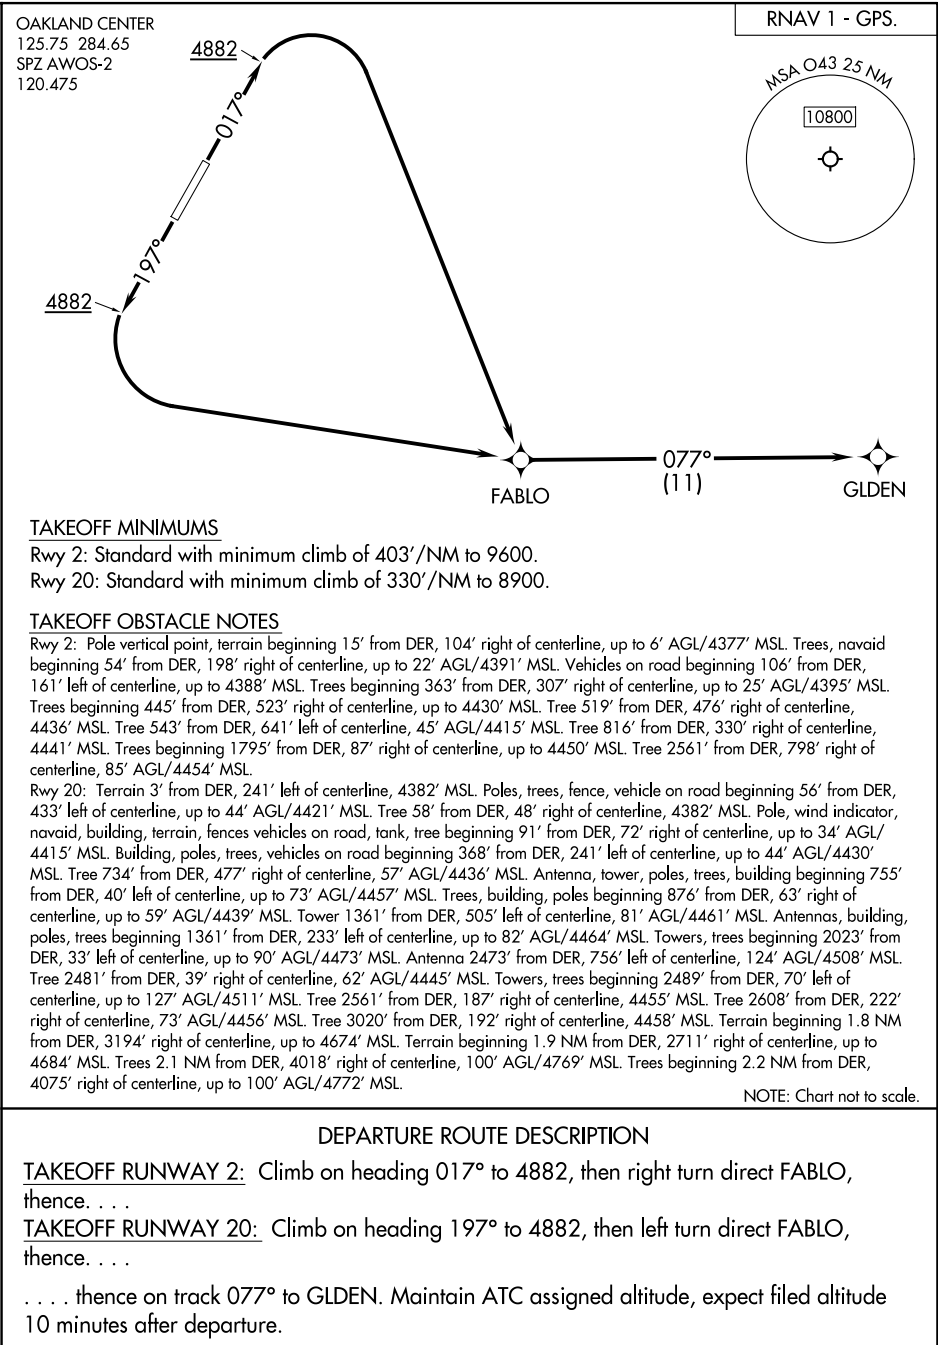 OAKLAND CENTER
125.75 284.65
SPZ AWOS-2
120.475
RNAV 1 - GPS.
MSA O43 25 NM
10800
4882
017°
197°
4882
FABLO
077°
(11)
GLDEN
TAKEOFF MINIMUMS
Rwy 2: Standard with minimum climb of 403'/NM to 9600.
Rwy 20: Standard with minimum climb of 330'/NM to 8900.
TAKEOFF OBSTACLE NOTES
Rwy 2: Pole vertical point, terrain beginning 15' from DER, 104' right of centerline, up to 6' AGL/4377' MSL. Trees, navaid
beginning 54' from DER, 198' right of centerline, up to 22' AGL/4391' MSL. Vehicles on road beginning 106' from DER,
161' left of centerline, up to 4388' MSL. Trees beginning 363' from DER, 307' right of centerline, up to 25' AGL/4395' MSL.
Trees beginning 445' from DER, 523' right of centerline, up to 4430' MSL. Tree 519' from DER, 476' right of centerline,
4436' MSL. Tree 543' from DER, 641' left of centerline, 45' AGL/4415' MSL. Tree 816' from DER, 330' right of centerline,
4441' MSL. Trees beginning 1795' from DER, 87' right of centerline, up to 4450' MSL. Tree 2561' from DER, 798' right of
centerline, 85' AGL/4454' MSL.
Rwy 20: Terrain 3' from DER, 241' left of centerline, 4382' MSL. Poles, trees, fence, vehicle on road beginning 56' from DER,
433' left of centerline, up to 44' AGL/4421' MSL. Tree 58' from DER, 48' right of centerline, 4382' MSL. Pole, wind indicator,
navaid, building, terrain, fences vehicles on road, tank, tree beginning 91' from DER, 72' right of centerline, up to 34' AGL/
4415' MSL. Building, poles, trees, vehicles on road beginning 368' from DER, 241' left of centerline, up to 44' AGL/4430'
MSL. Tree 734' from DER, 477' right of centerline, 57' AGL/4436' MSL. Antenna, tower, poles, trees, building beginning 755'
from DER, 40' left of centerline, up to 73' AGL/4457' MSL. Trees, building, poles beginning 876' from DER, 63' right of
centerline, up to 59' AGL/4439' MSL. Tower 1361' from DER, 505' left of centerline, 81' AGL/4461' MSL. Antennas, building,
poles, trees beginning 1361' from DER, 233' left of centerline, up to 82' AGL/4464' MSL. Towers, trees beginning 2023' from
DER, 33' left of centerline, up to 90' AGL/4473' MSL. Antenna 2473' from DER, 756' left of centerline, 124' AGL/4508' MSL.
Tree 2481' from DER, 39' right of centerline, 62' AGL/4445' MSL. Towers, trees beginning 2489' from DER, 70' left of
centerline, up to 127' AGL/4511' MSL. Tree 2561' from DER, 187' right of centerline, 4455' MSL. Tree 2608' from DER, 222'
right of centerline, 73' AGL/4456' MSL. Tree 3020' from DER, 192' right of centerline, 4458' MSL. Terrain beginning 1.8 NM
from DER, 3194' right of centerline, up to 4674' MSL. Terrain beginning 1.9 NM from DER, 2711' right of centerline, up to
4684' MSL. Trees 2.1 NM from DER, 4018' right of centerline, 100' AGL/4769' MSL. Trees beginning 2.2 NM from DER,
4075' right of centerline, up to 100' AGL/4772' MSL.
NOTE: Chart not to scale.
DEPARTURE ROUTE DESCRIPTION
TAKEOFF RUNWAY 2: Climb on heading 017° to 4882, then right turn direct FABLO,
thence. . . .
TAKEOFF RUNWAY 20: Climb on heading 197° to 4882, then left turn direct FABLO,
thence. . . .
. . . . thence on track 077° to GLDEN. Maintain ATC assigned altitude, expect filed altitude
10 minutes after departure.